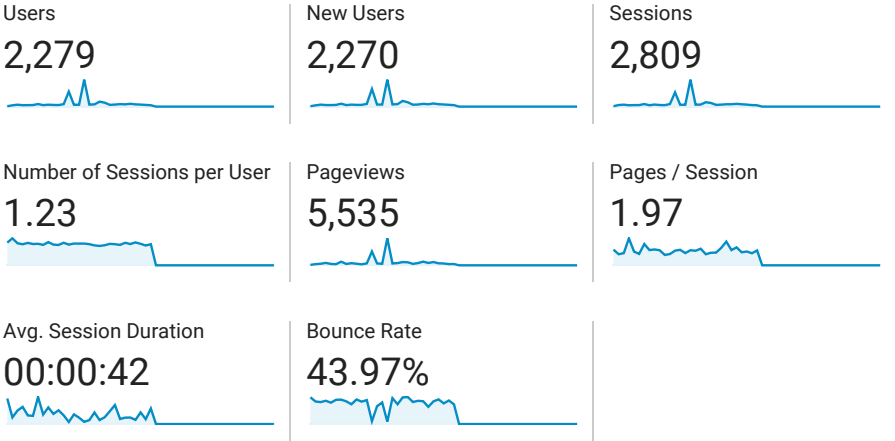 Users
2,279
New Users
2,270
Sessions
2,809
Number of Sessions per User
1.23
Pageviews
5,535
Pages / Session
1.97
Avg. Session Duration
00:00:42
Bounce Rate
43.97%